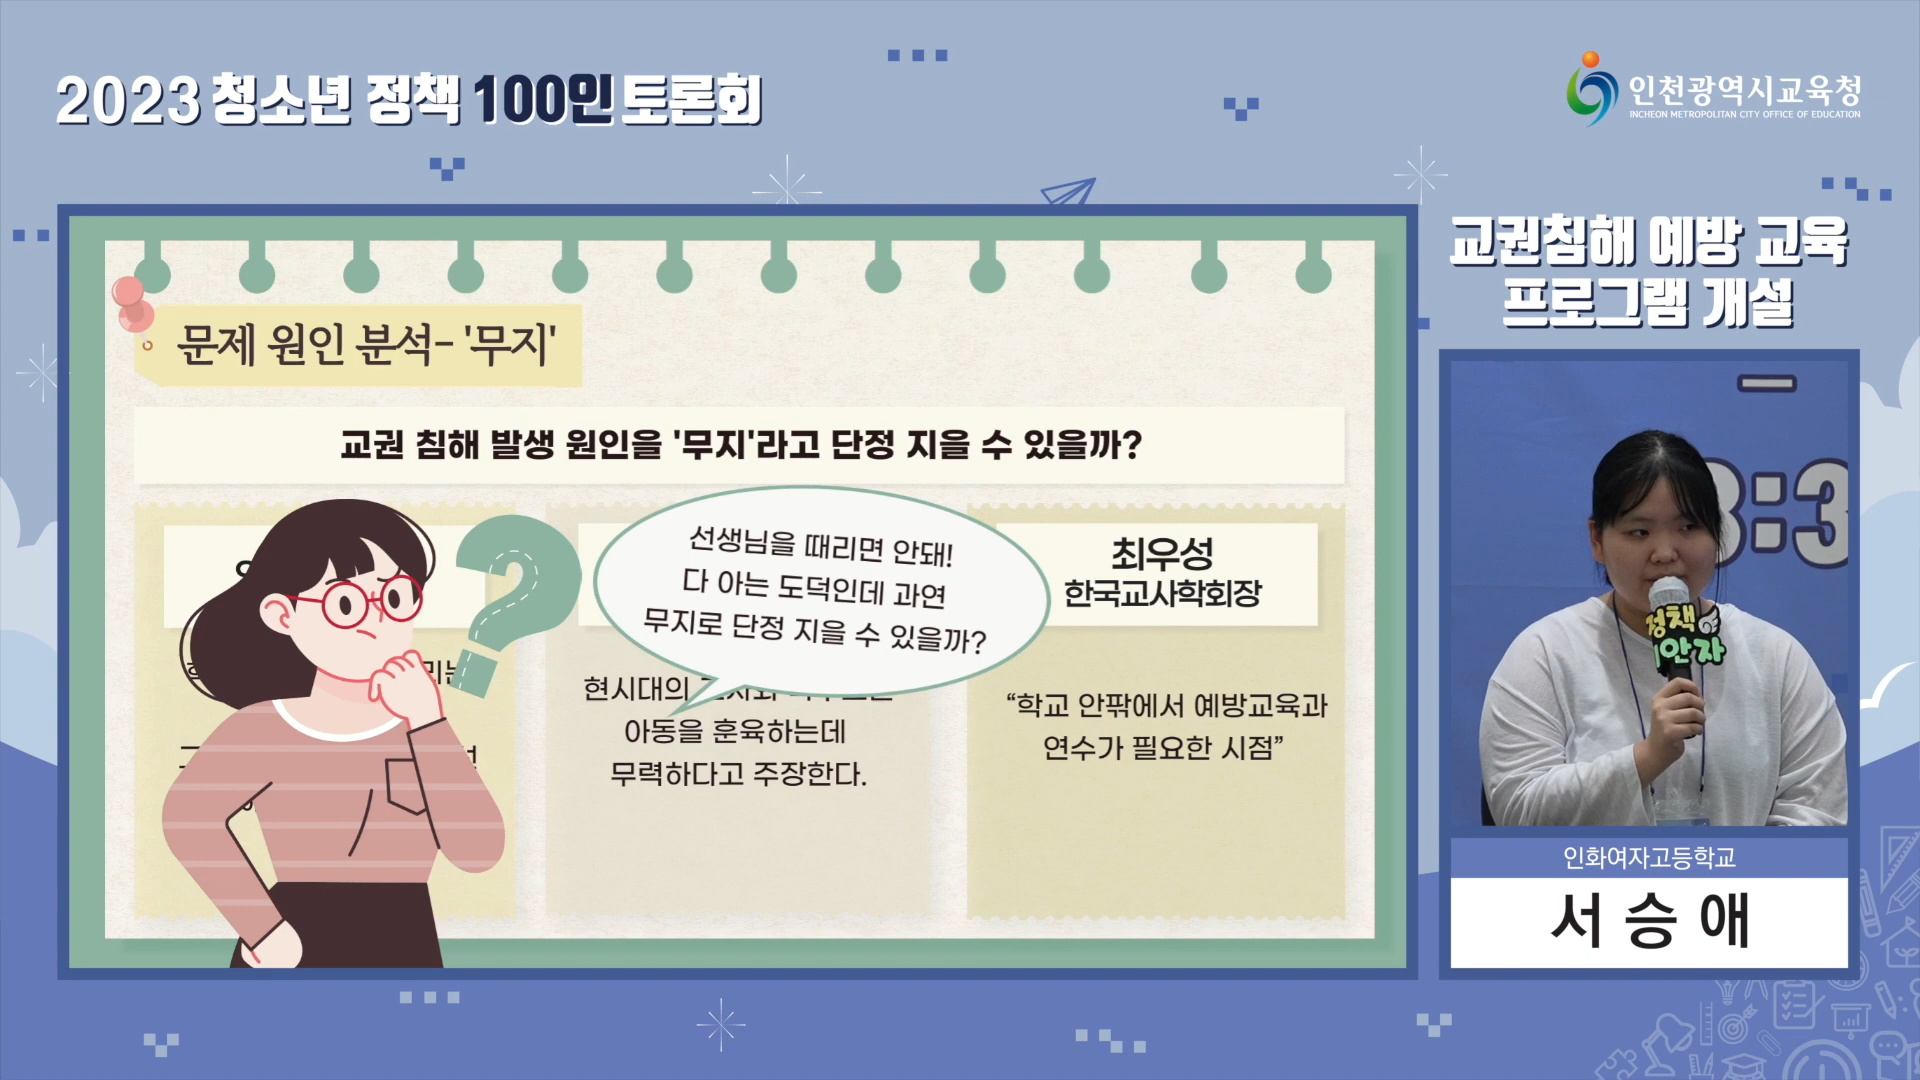 2023 청소년 정책 100인 토론회
인천광역시교육청
INCHEON METROPOLITAN CITY OFFICE OF EDUCATION
교권침해 예방 교육
프로그램 개설
문제 원인 분석- '무지'
교권 침해 발생 원인을 '무지'라고 단정 지을 수 있을까?
선생님을 때리면 안돼!
다 아는 도덕인데 과연
무지로 단정 지을 수 있을까?
현시대의
아동을 훈육하는데
무력하다고 주장한다.
최우성
한국교사학회장
“학교 안팎에서 예방교육과
연수가 필요한 시점”
8:3
정책
제안자
인화여자고등학교
서승애